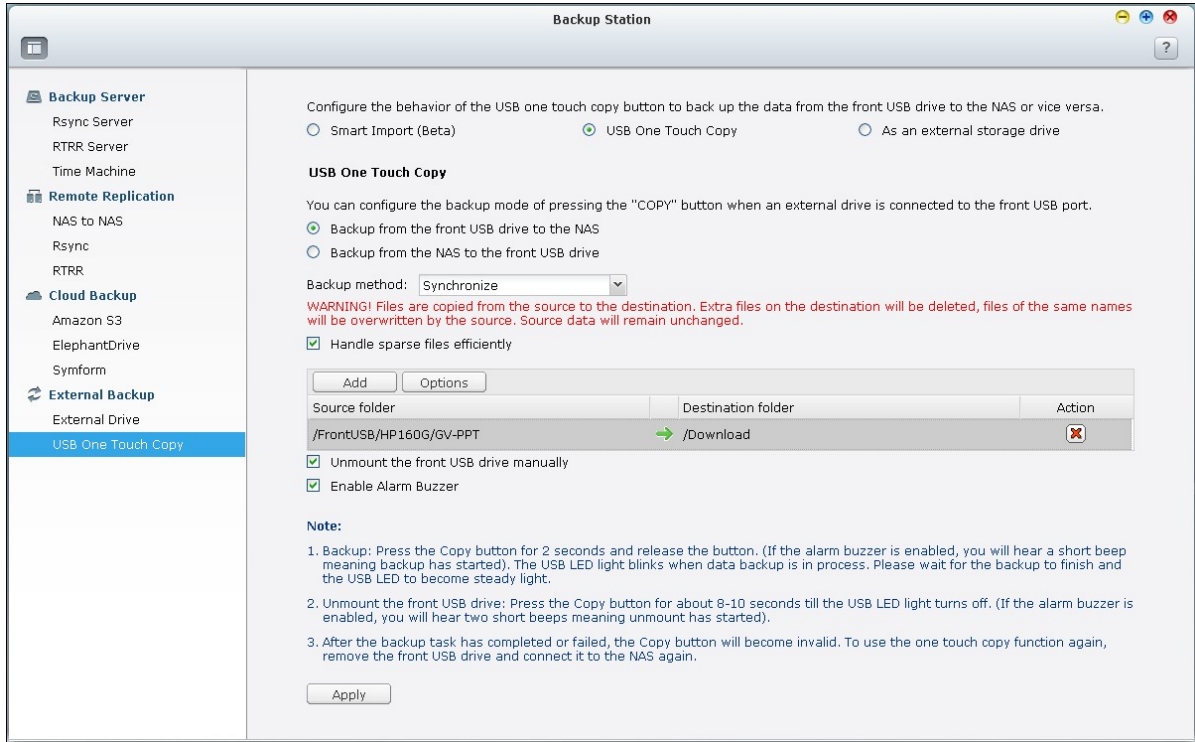 Backup Station
?
Backup Server
Rsync Server
RTRR Server
Time Machine
Remote Replication
NAS to NAS
Rsync
RTRR
Cloud Backup
Amazon S3
ElephantDrive
Symform
External Backup
External Drive
USB One Touch Copy
Configure the behavior of the USB one touch copy button to back up the data from the front USB drive to the NAS or vice versa.
Smart Import (Beta) USB One Touch Copy As an external storage drive
USB One Touch Copy
You can configure the backup mode of pressing the "COPY" button when an external drive is connected to the front USB port.
Backup from the front USB drive to the NAS
Backup from the NAS to the front USB drive
Backup method: Synchronize
WARNING! Files are copied from the source to the destination. Extra files on the destination will be deleted, files of the same names
will be overwritten by the source. Source data will remain unchanged.
Handle sparse files efficiently
Add Options
Source folder Destination folder Action
/FrontUSB/HP160G/GV-PPT /Download
Unmount the front USB drive manually
Enable Alarm Buzzer
Note:
1. Backup: Press the Copy button for 2 seconds and release the button. (If the alarm buzzer is enabled, you will hear a short beep
meaning backup has started). The USB LED light blinks when data backup is in process. Please wait for the backup to finish and
the USB LED to become steady light.
2. Unmount the front USB drive: Press the Copy button for about 8-10 seconds till the USB LED light turns off. (If the alarm buzzer is
enabled, you will hear two short beeps meaning unmount has started).
3. After the backup task has completed or failed, the Copy button will become invalid. To use the one touch copy function again,
remove the front USB drive and connect it to the NAS again.
Apply